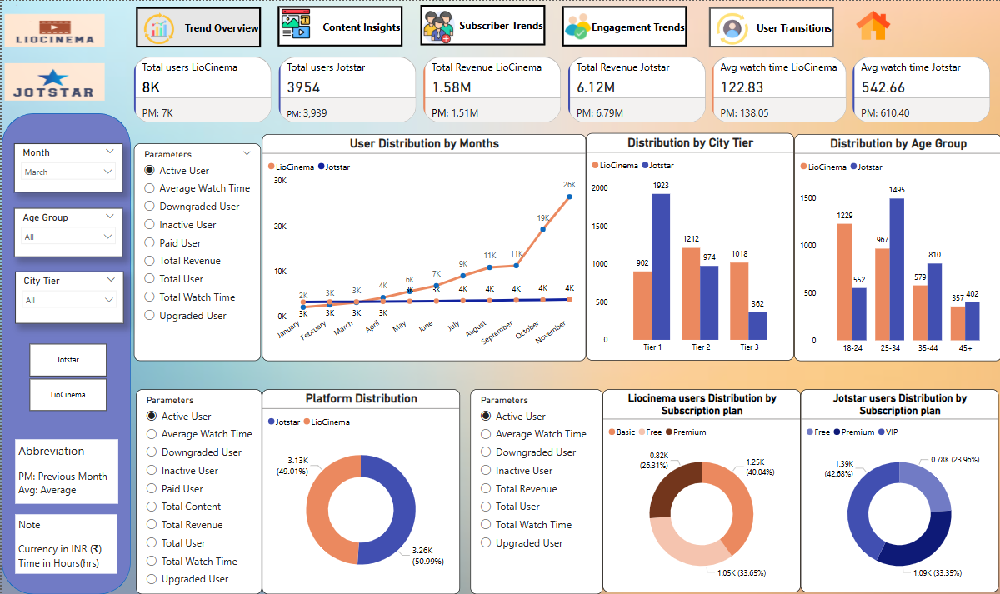 LIOCINEMA
JOTSTAR
Trend Overview
Content Insights
Subscriber Trends
Engagement Trends
User Transitions
Total users LioCinema
8K
PM: 7K
Total users Jotstar
3954
PM: 3,939
Total Revenue LioCinema
1.58M
PM: 1.51M
Total Revenue Jotstar
6.12M
PM: 6.79M
Avg watch time LioCinema
122.83
PM: 138.05
Avg watch time Jotstar
542.66
PM: 610.40
Month
March
Age Group
All
City Tier
All
Jotstar
LioCinema
Abbreviation
PM: Previous Month
Avg: Average
Note
Currency in INR (₹)
Time in Hours(hrs)
Parameters
Active User
Average Watch Time
Downgraded User
Inactive User
Paid User
Total Revenue
Total User
Total Watch Time
Upgraded User
User Distribution by Months
LioCinema Jotstar
30K
20K
10K
0K
2K 3K 3K 4K 6K 7K 9K 11K 11K 19K 26K
3K 3K 3K 3K 3K 3K 4K 4K 4K 4K 4K
January February March April May June July August September October November
Distribution by City Tier
LioCinema Jotstar
2000
1500
1000
500
0
902 1923 1212 974 1018 362
Tier 1 Tier 2 Tier 3
Distribution by Age Group
LioCinema Jotstar
1500
1000
500
0
1229 552 967 1495 579 810 357 402
18-24 25-34 35-44 45+
Parameters
Active User
Average Watch Time
Downgraded User
Inactive User
Paid User
Total Content
Total Revenue
Total User
Total Watch Time
Upgraded User
Platform Distribution
Jotstar LioCinema
3.13K
(49.01%)
3.26K
(50.99%)
Parameters
Active User
Average Watch Time
Downgraded User
Inactive User
Total Revenue
Total User
Total Watch Time
Upgraded User
Liocinema users Distribution by
Subscription plan
Basic Free Premium
0.82K
(26.31%)
1.25K
(40.04%)
1.05K (33.65%)
Jotstar users Distribution by
Subscription plan
Free Premium VIP
1.39K
(42.68%)
0.78K (23.96%)
1.09K (33.35%)